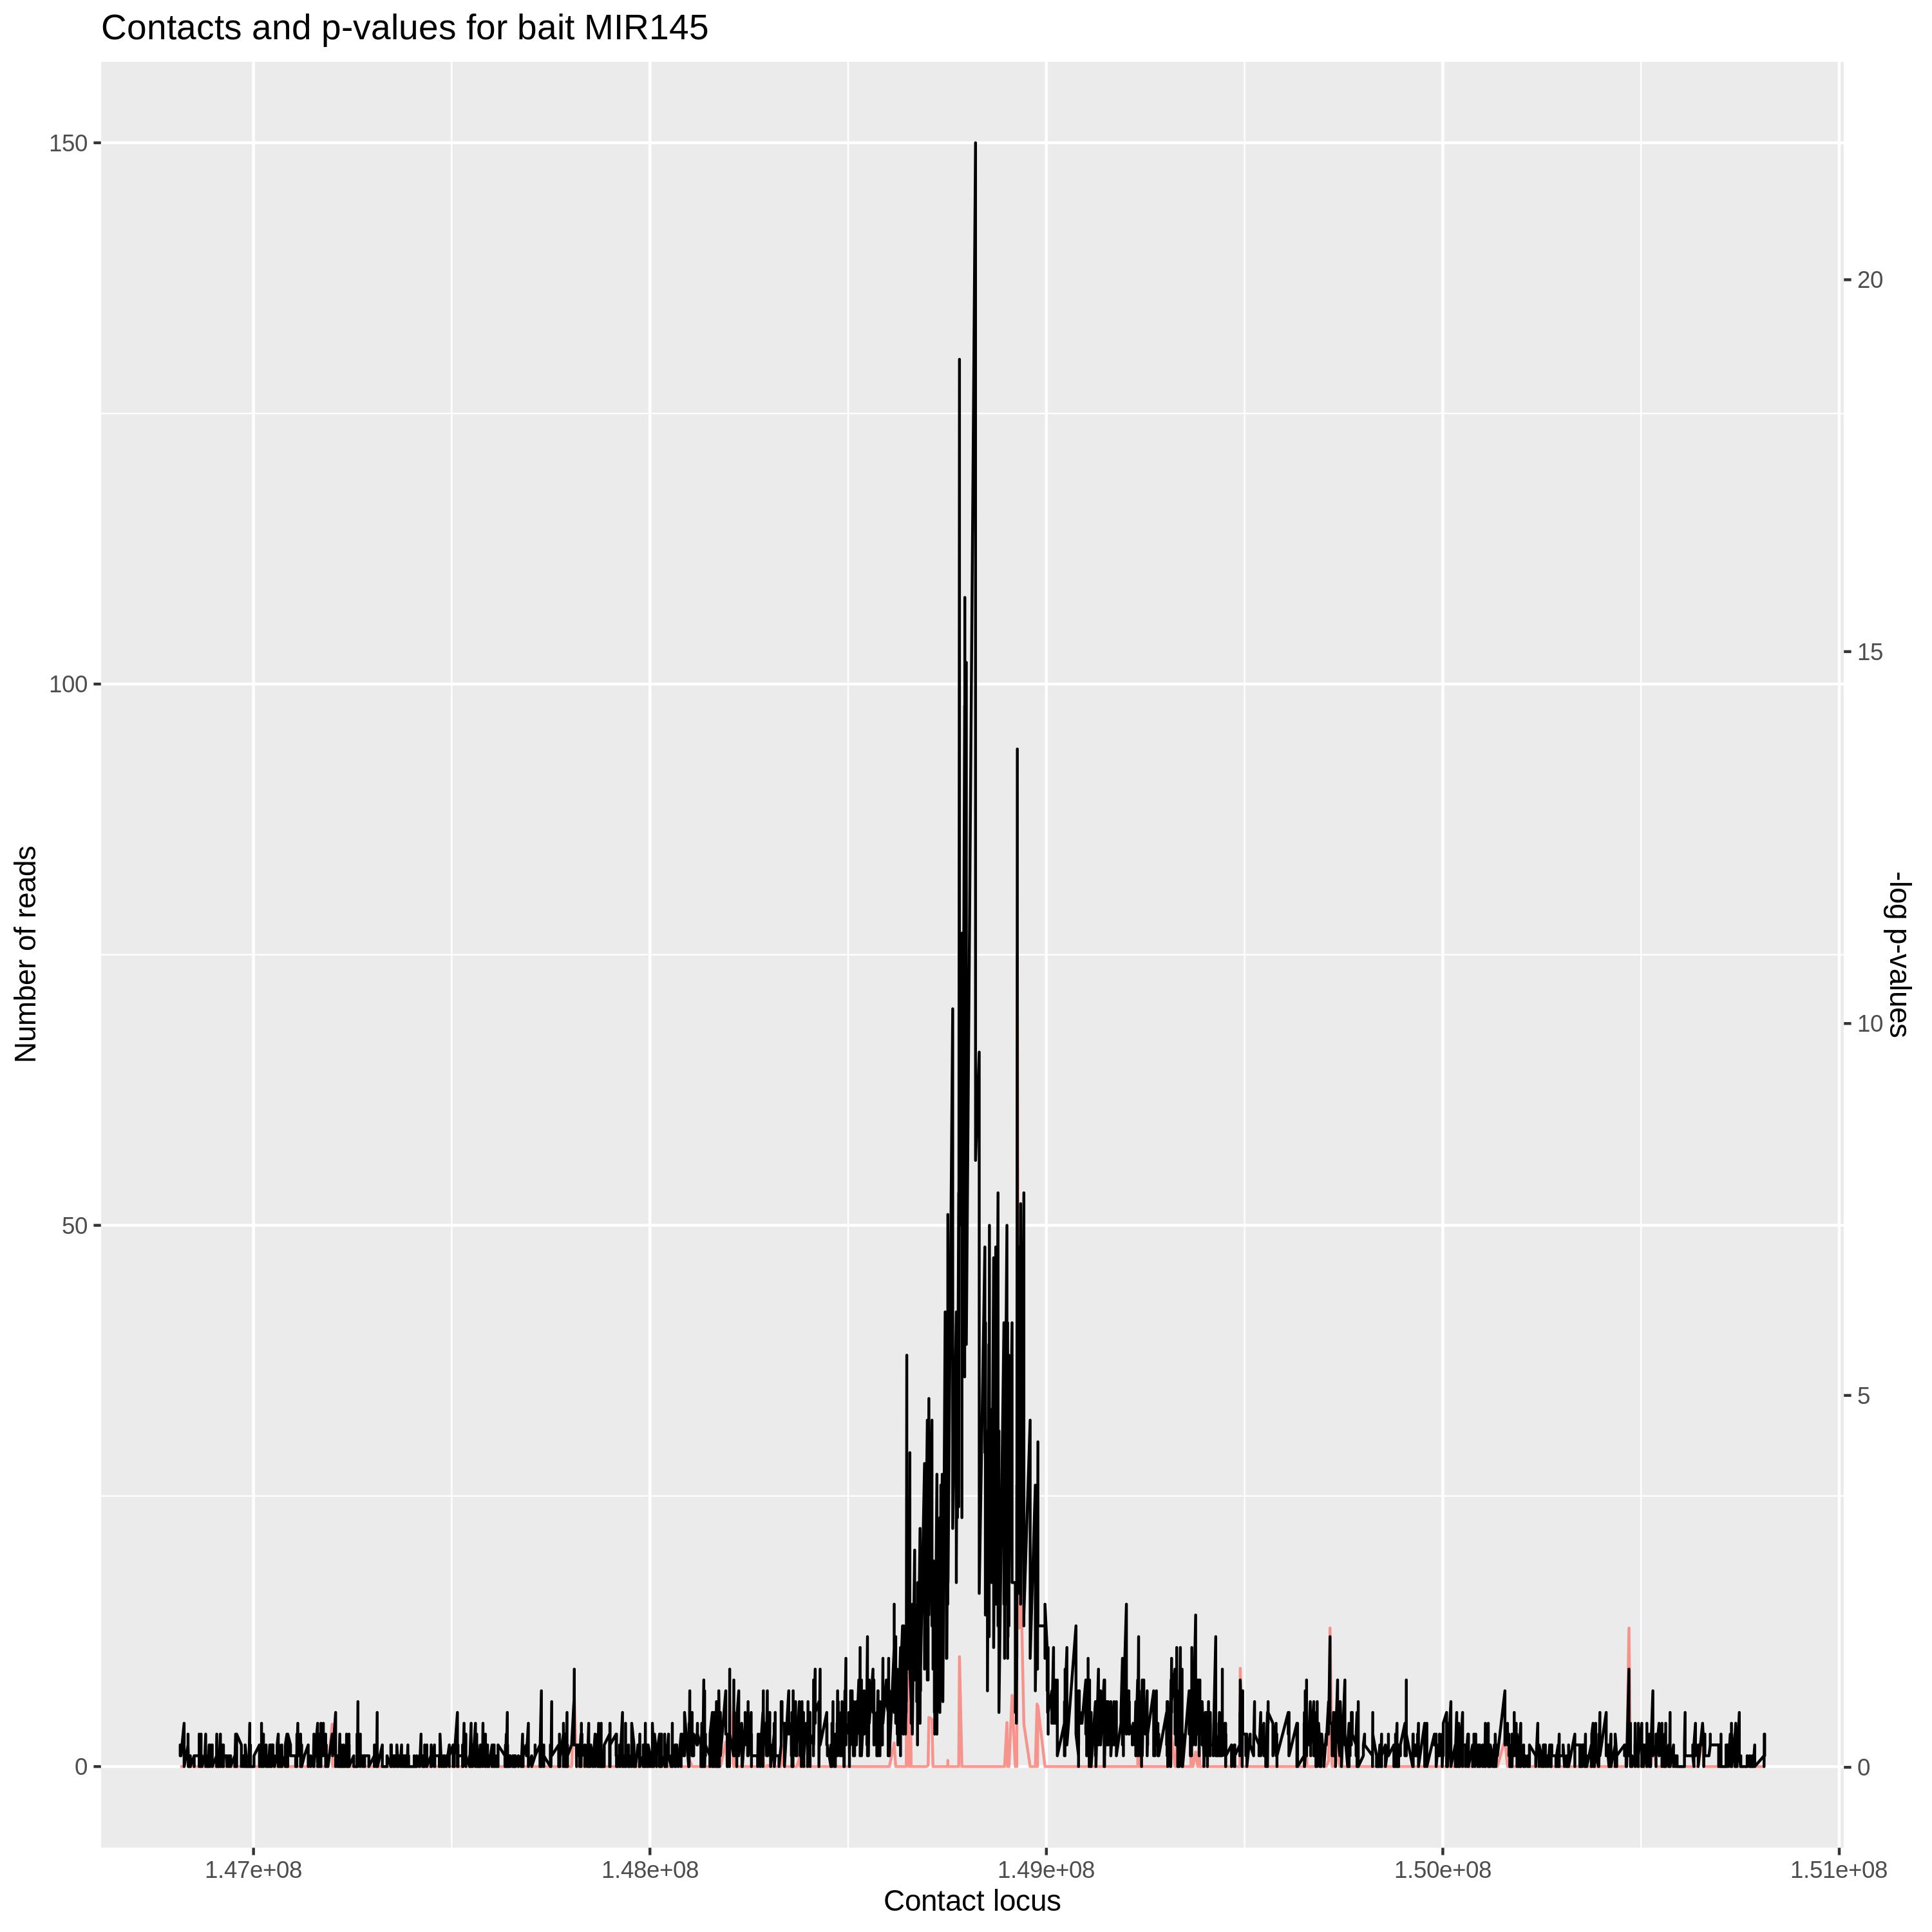 Contacts and p-values for bait MIR145
150
100
50
0
Number of reads
20
15
10
5
0
-log p-values
1.47e+08 1.48e+08 1.49e+08 1.50e+08 1.51e+08
Contact locus